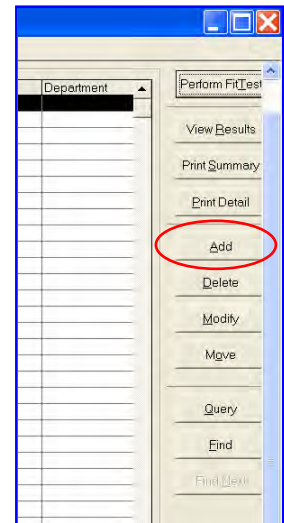 Department
Perform FitTest
View Results
Print Summary
Print Detail
Add
Delete
Modify
Move
Query
Find
Find Next